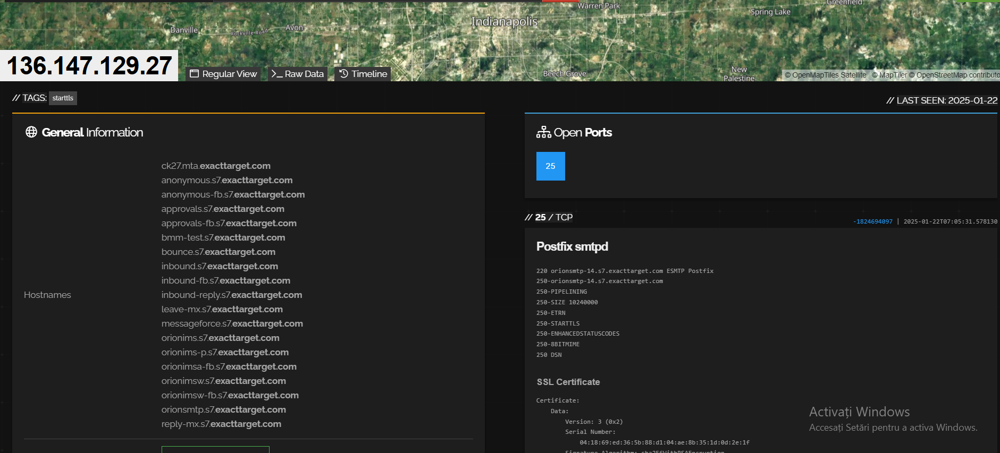 Greenfield
Warren Park
Spring Lake
Indianapolis
Danville
Avon
Rockville Road
136.147.129.27
Regular View
Raw Data
Timeline
Beech Grove
New
Palestine
© OpenMapTiles Satellite © MapTiler © OpenStreetMap contributo
// TAGS: starttls
// LAST SEEN: 2025-01-22
General Information
Hostnames
ck27.mta.exacttarget.com
anonymous.s7.exacttarget.com
anonymous-fb.s7.exacttarget.com
approvals.s7.exacttarget.com
approvals-fb.s7.exacttarget.com
bmm-test.s7.exacttarget.com
bounce.s7.exacttarget.com
inbound.s7.exacttarget.com
inbound-fb.s7.exacttarget.com
inbound-reply.s7.exacttarget.com
leave-mx.s7.exacttarget.com
messageforce.s7.exacttarget.com
orionims.s7.exacttarget.com
orionims-p.s7.exacttarget.com
orionimsa-fb.s7.exacttarget.com
orionimsw.s7.exacttarget.com
orionimsw-fb.s7.exacttarget.com
orionsmtp.s7.exacttarget.com
reply-mx.s7.exacttarget.com
Open Ports
25
// 25 / TCP
-1824694097 | 2025-01-22T07:05:31.578130
Postfix smtpd
220 orionsmtp-14.s7.exacttarget.com ESMTP Postfix
250-orionsmtp-14.s7.exacttarget.com
250-PIPELINING
250-SIZE 10240000
250-ETRN
250-STARTTLS
250-ENHANCEDSTATUSCODES
250-8BITMIME
250 DSN
SSL Certificate
Certificate:
Data:
Version: 3 (0x2)
Serial Number:
04:18:69:ed:36:5b:88:d1:04:ae:8b:35:1d:0d:2e:1f
Signature Algorithm: sha256WithRSAEncryption
Activați Windows
Accesați Setări pentru a activa Windows.